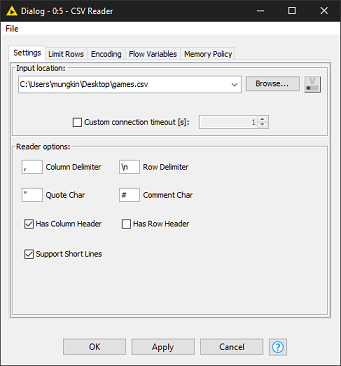 Dialog - 0:5 - CSV Reader
File
Settings Limit Rows Encoding Flow Variables Memory Policy
Input location:
C:\Users\mungkin\Desktop\games.csv Browse... V
Custom connection timeout [s]: 1
Reader options:
, Column Delimiter \n Row Delimiter
" Quote Char # Comment Char
Has Column Header Has Row Header
Support Short Lines
OK Apply Cancel ?